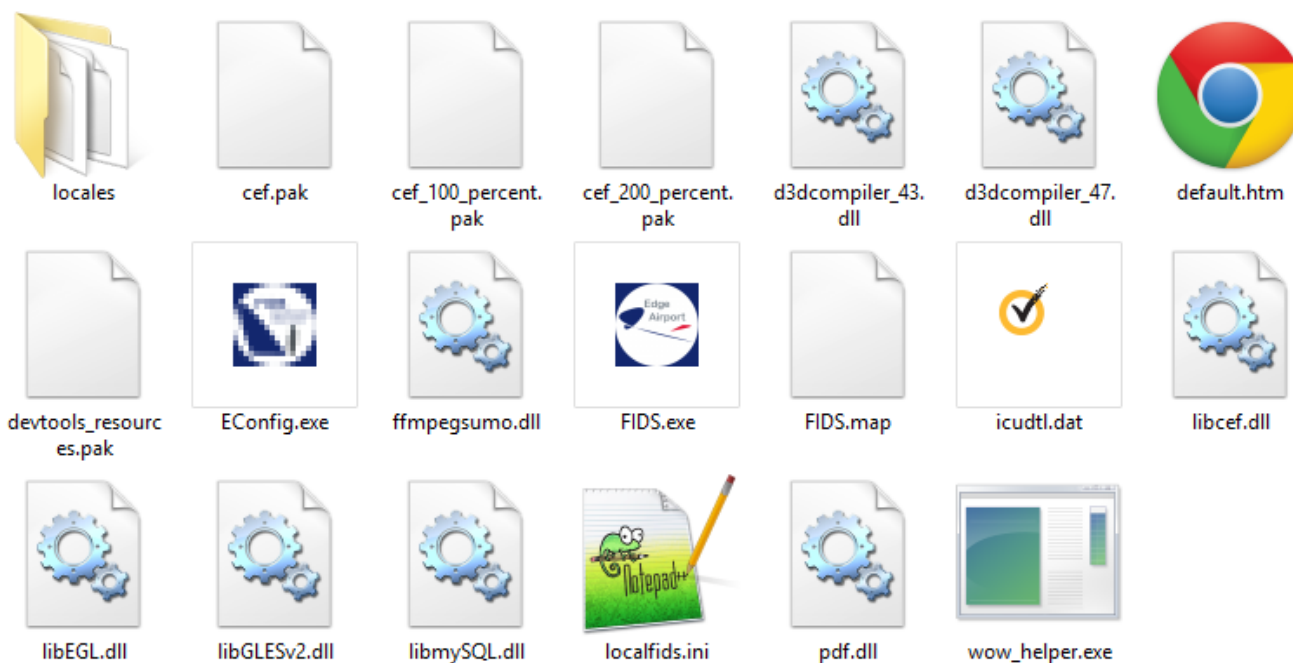 locales
cef.pak
cef_100_percent.
pak
cef_200_percent.
pak
d3dcompiler_43.
dll
d3dcompiler_47.
dll
default.htm
devtools_resourc
es.pak
EConfig.exe
ffmpegsumo.dll
Edge
Airport
FIDS.exe
FIDS.map
icudtl.dat
libcef.dll
libEGL.dll
libGLESv2.dll
libmySQL.dll
Notepad++
localfids.ini
pdf.dll
wow_helper.exe